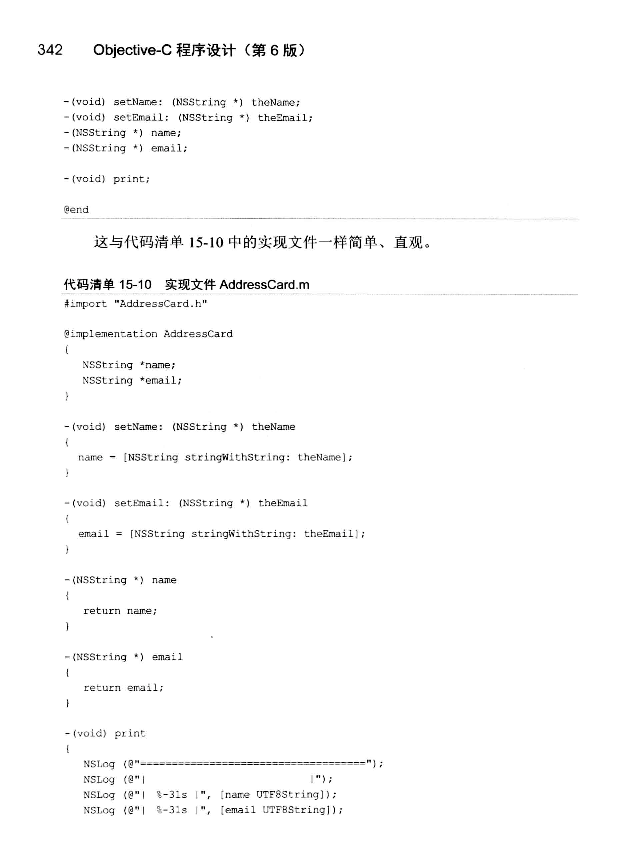 342 Objective-C 程序设计（第 6 版）
-(void) setName: (NSString *) theName;
-(void) setEmail: (NSString *) theEmail;
-(NSString *) name;
-(NSString *) email;
-(void) print;
@end
这与代码清单 15-10 中的实现文件一样简单、直观。
代码清单 15-10 实现文件 AddressCard.m
#import "AddressCard.h"
@implementation AddressCard
{
NSString *name;
NSString *email;
}
-(void) setName: (NSString *) theName
{
name = [NSString stringWithString: theName];
}
-(void) setEmail: (NSString *) theEmail
{
email = [NSString stringWithString: theEmail];
}
-(NSString *) name
{
return name;
}
-(NSString *) email
{
return email;
}
-(void) print
{
NSLog (@"====================================");
NSLog (@"|                                  |");
NSLog (@"|  %-31s |", [name UTF8String]);
NSLog (@"|  %-31s |", [email UTF8String]);